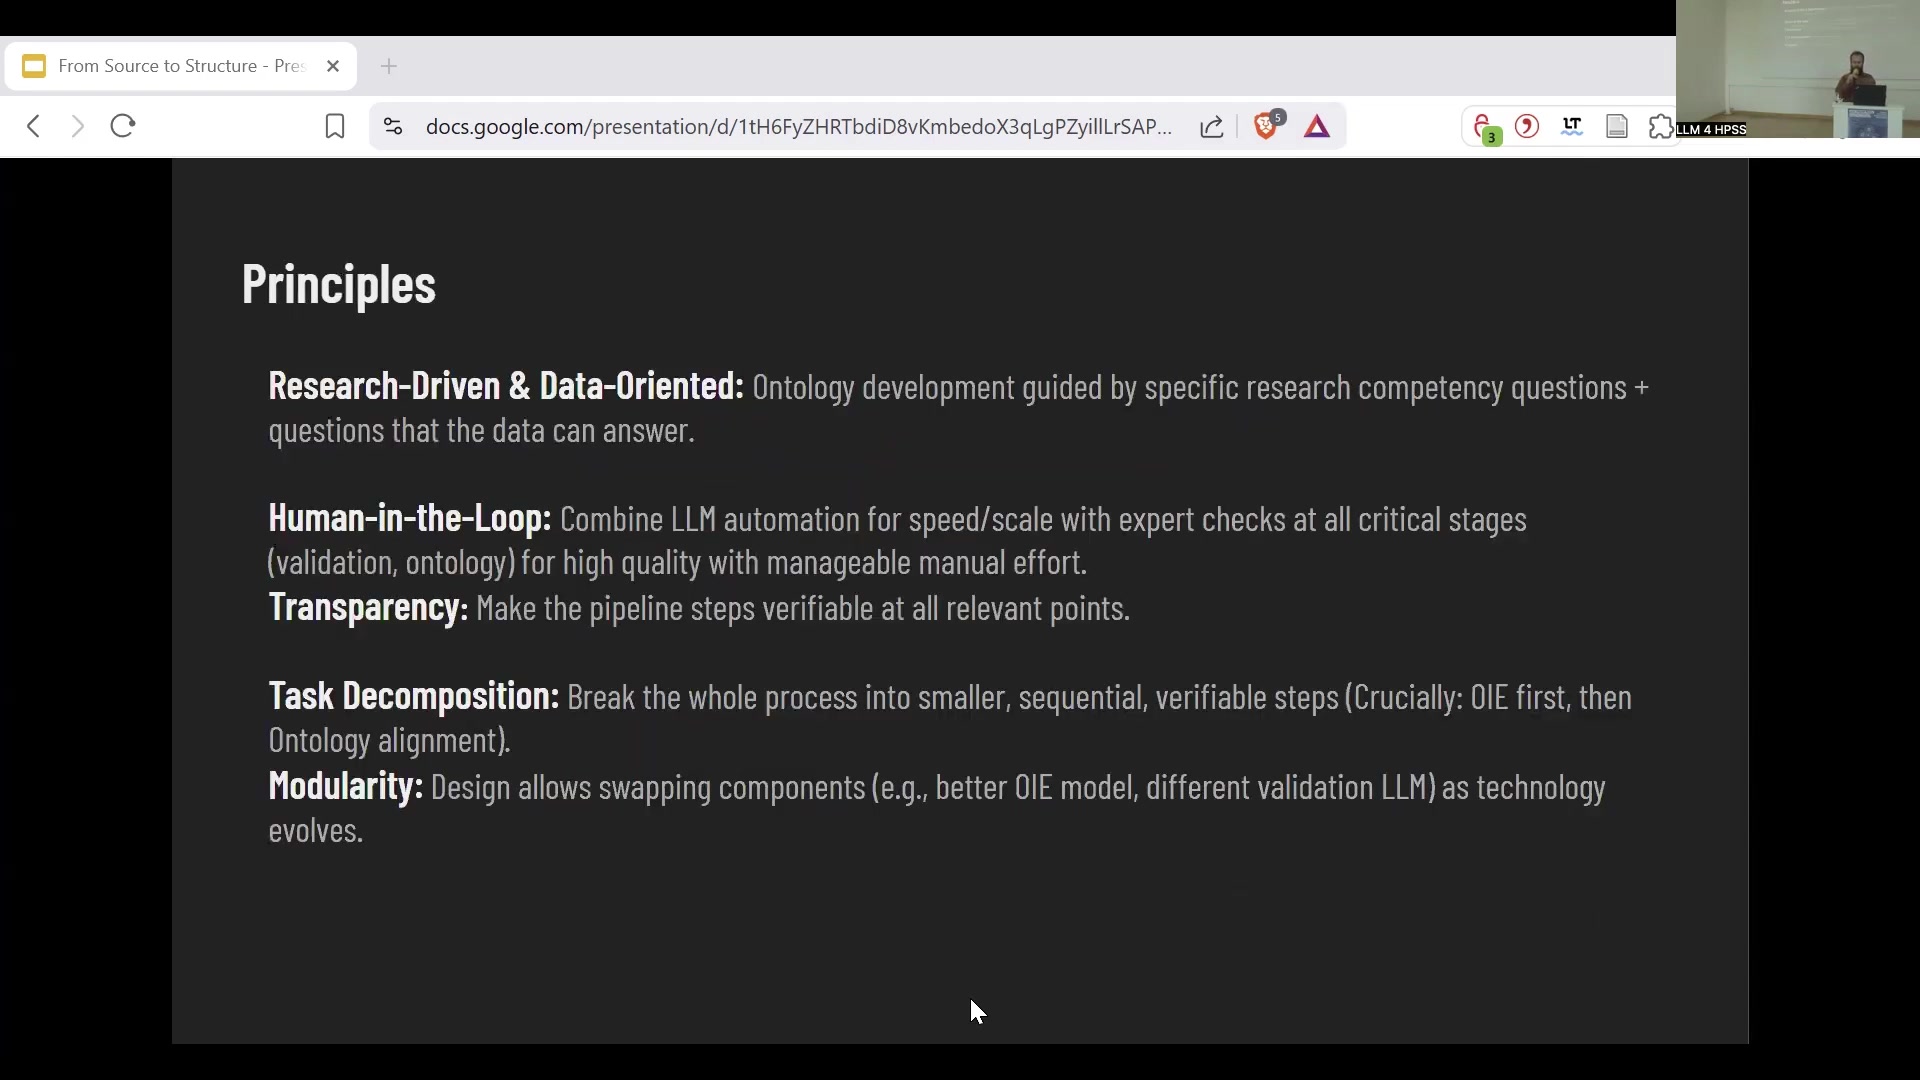 From Source to Structure - Pres
docs.google.com/presentation/d/1tH6FyZHRTbdiD8vKmbedoX3qLgPZyillLrSAP...
5
3
LT
LLM 4 HPSS
Principles
Research-Driven & Data-Oriented: Ontology development guided by specific research competency questions +
questions that the data can answer.
Human-in-the-Loop: Combine LLM automation for speed/scale with expert checks at all critical stages
(validation, ontology) for high quality with manageable manual effort.
Transparency: Make the pipeline steps verifiable at all relevant points.
Task Decomposition: Break the whole process into smaller, sequential, verifiable steps (Crucially: OIE first, then
Ontology alignment).
Modularity: Design allows swapping components (e.g., better OIE model, different validation LLM) as technology
evolves.